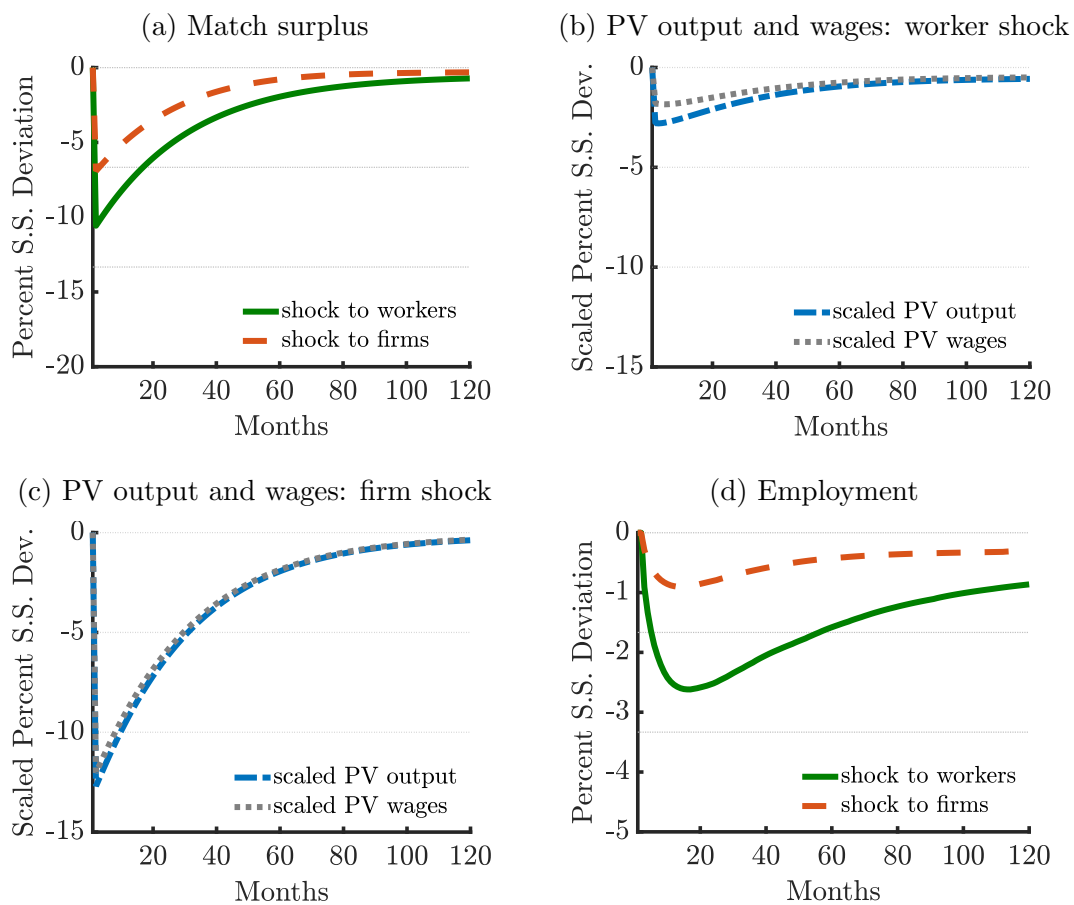 (a) Match surplus
Percent S.S. Deviation
0
-5
-10
-15
-20
shock to workers
shock to firms
20 40 60 80 100 120
Months
(b) PV output and wages: worker shock
Scaled Percent S.S. Dev.
0
-5
-10
-15
scaled PV output
scaled PV wages
20 40 60 80 100 120
Months
(c) PV output and wages: firm shock
Scaled Percent S.S. Dev.
0
-5
-10
-15
scaled PV output
scaled PV wages
20 40 60 80 100 120
Months
(d) Employment
Percent S.S. Deviation
0
-1
-2
-3
-4
-5
shock to workers
shock to firms
20 40 60 80 100 120
Months